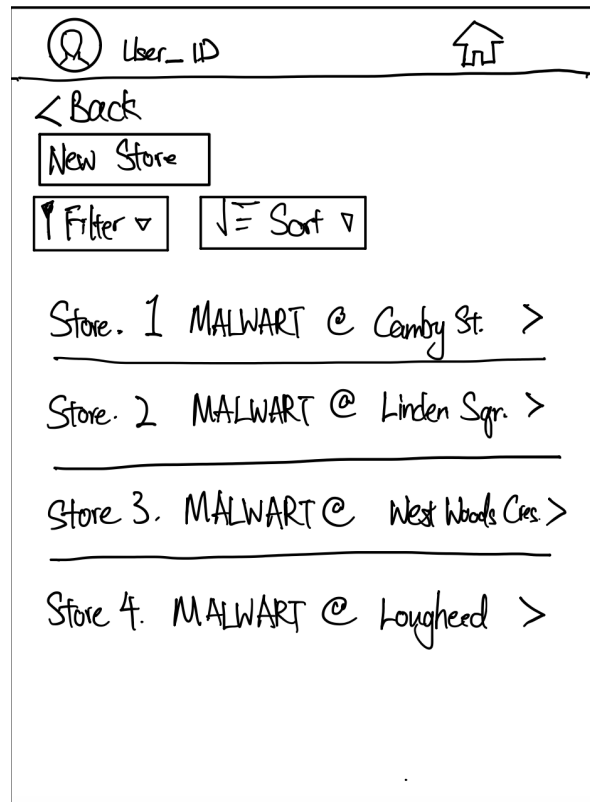 User_ID
< Back
New Store
Filter Sort
Store. 1 MALWART @ Camby St. >
Store. 2 MALWART @ Linden Sqr. >
Store 3. MALWART @ West Woods Cres. >
Store 4. MALWART @ Lougheed >